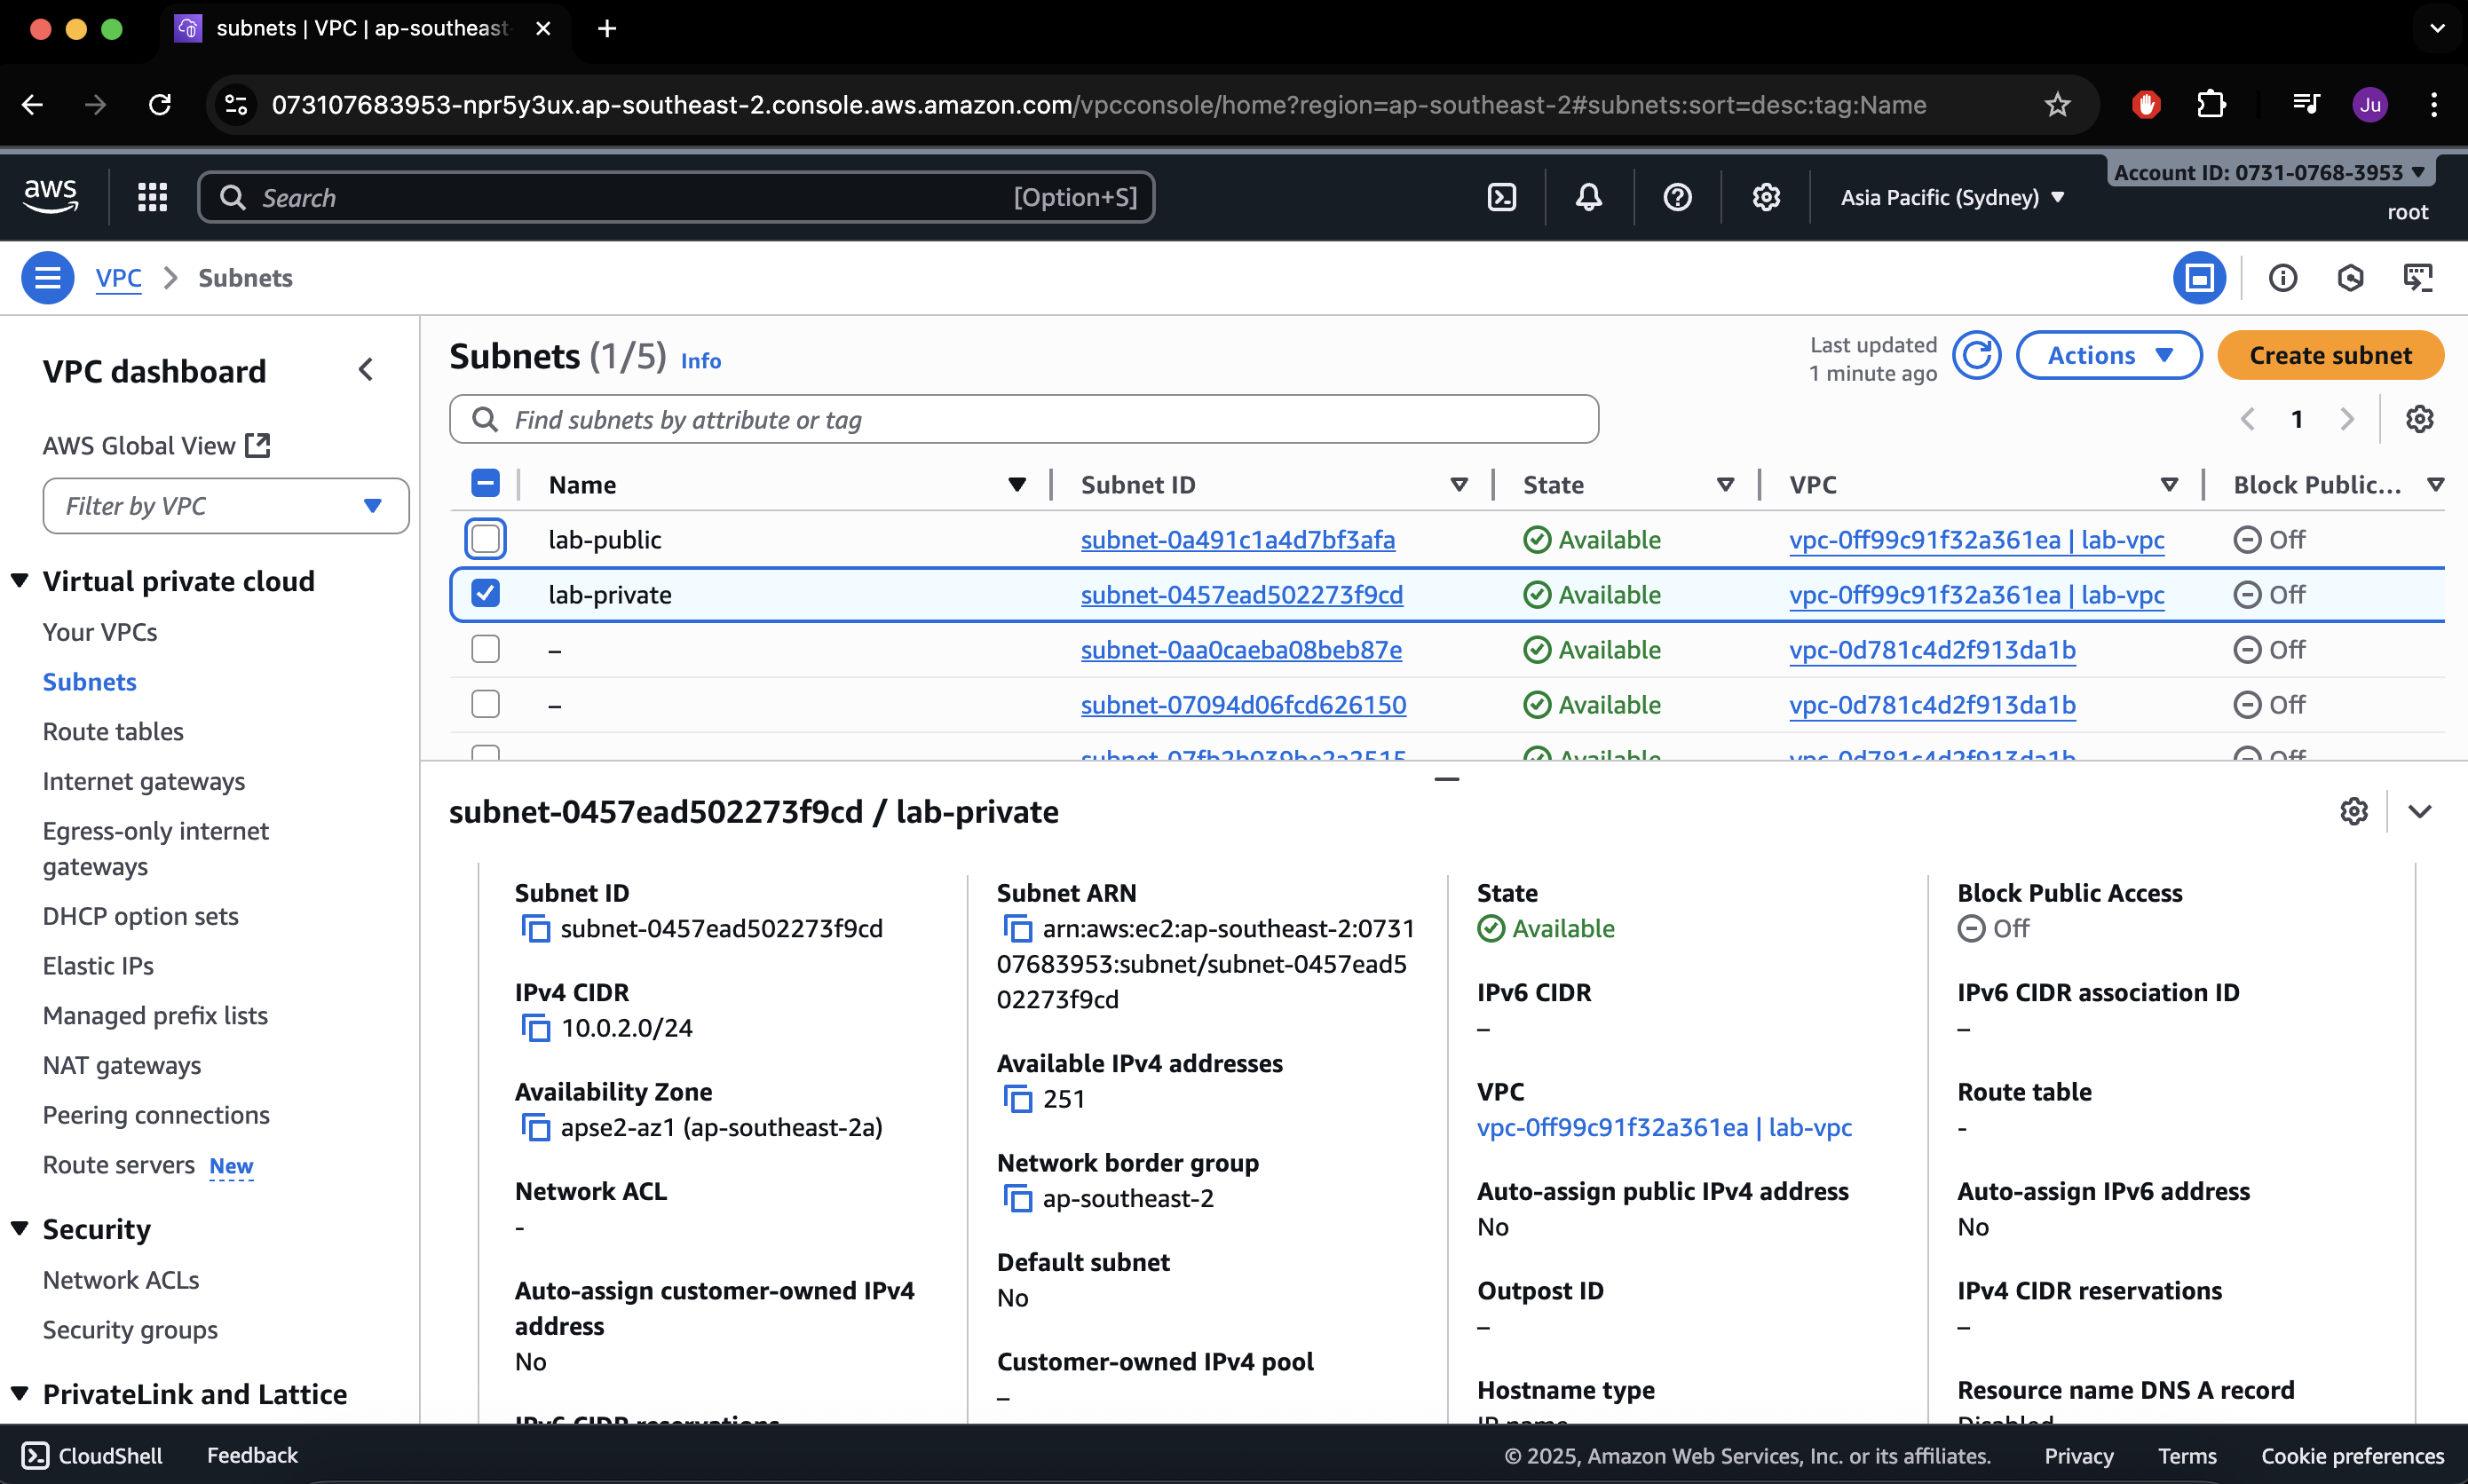 subnets | VPC | ap-southeast-
073107683953-npr5y3ux.ap-southeast-2.console.aws.amazon.com/vpcconsole/home?region=ap-southeast-2#subnets:sort=desc:tag:Name
Ju
aws
Search
[Option+S]
Asia Pacific (Sydney)
Account ID: 0731-0768-3953
root
VPC
Subnets
VPC dashboard
AWS Global View
Filter by VPC
Virtual private cloud
Your VPCs
Subnets
Route tables
Internet gateways
Egress-only internet
gateways
DHCP option sets
Elastic IPs
Managed prefix lists
NAT gateways
Peering connections
Route servers New
Security
Network ACLs
Security groups
PrivateLink and Lattice
Subnets (1/5) Info
Last updated
1 minute ago
Actions
Create subnet
Find subnets by attribute or tag
1
Name Subnet ID State VPC Block Public...
lab-public subnet-0a491c1a4d7bf3afa Available vpc-0ff99c91f32a361ea | lab-vpc Off
lab-private subnet-0457ead502273f9cd Available vpc-0ff99c91f32a361ea | lab-vpc Off
– subnet-0aa0caeba08beb87e Available vpc-0d781c4d2f913da1b Off
– subnet-07094d06fcd626150 Available vpc-0d781c4d2f913da1b Off
Available vpc-0d781c4d2f913da1b Off
subnet-0457ead502273f9cd / lab-private
Subnet ID
subnet-0457ead502273f9cd
IPv4 CIDR
10.0.2.0/24
Availability Zone
apse2-az1 (ap-southeast-2a)
Network ACL
-
Auto-assign customer-owned IPv4
address
No
IPv6 CIDR reservations
Subnet ARN
arn:aws:ec2:ap-southeast-2:0731
07683953:subnet/subnet-0457ead5
02273f9cd
Available IPv4 addresses
251
Network border group
ap-southeast-2
Default subnet
No
Customer-owned IPv4 pool
–
State
Available
IPv6 CIDR
–
VPC
vpc-0ff99c91f32a361ea | lab-vpc
Auto-assign public IPv4 address
No
Outpost ID
–
Hostname type
IP name
Block Public Access
Off
IPv6 CIDR association ID
–
Route table
-
Auto-assign IPv6 address
No
IPv4 CIDR reservations
–
Resource name DNS A record
Disabled
CloudShell
Feedback
© 2025, Amazon Web Services, Inc. or its affiliates.
Privacy
Terms
Cookie preferences